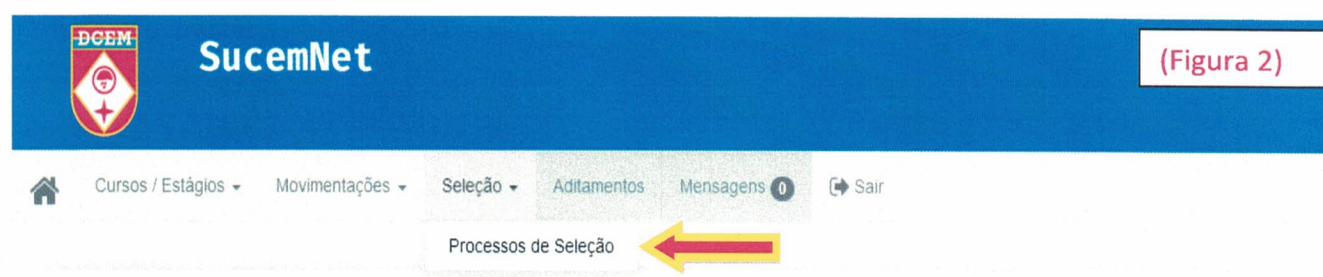 DCEM
SucemNet
(Figura 2)
Cursos / Estágios Movimentações Seleção Aditamentos Mensagens 0 Sair
Processos de Seleção